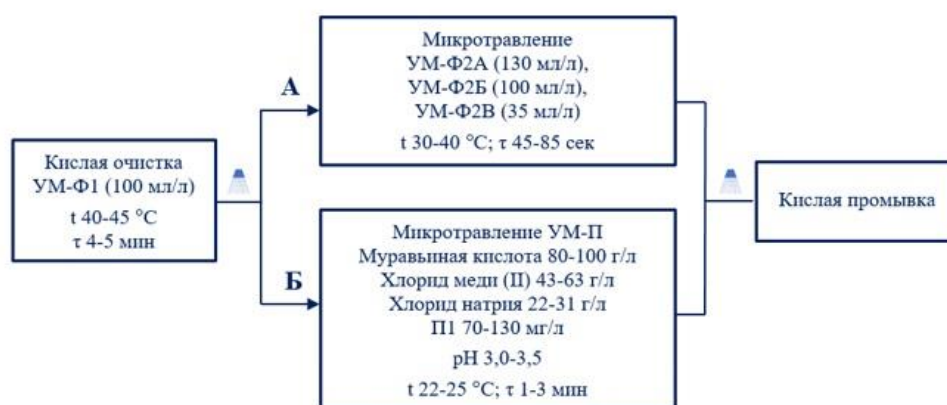 Кислая очистка
УМ-Ф1 (100 мл/л)
t 40-45 °C
τ 4-5 мин
А
Микротравление
УМ-Ф2А (130 мл/л),
УМ-Ф2Б (100 мл/л),
УМ-Ф2В (35 мл/л)
t 30-40 °C; τ 45-85 сек
Б
Микротравление УМ-П
Муравьиная кислота 80-100 г/л
Хлорид меди (II) 43-63 г/л
Хлорид натрия 22-31 г/л
П1 70-130 мг/л
pH 3,0-3,5
t 22-25 °C; τ 1-3 мин
Кислая промывка